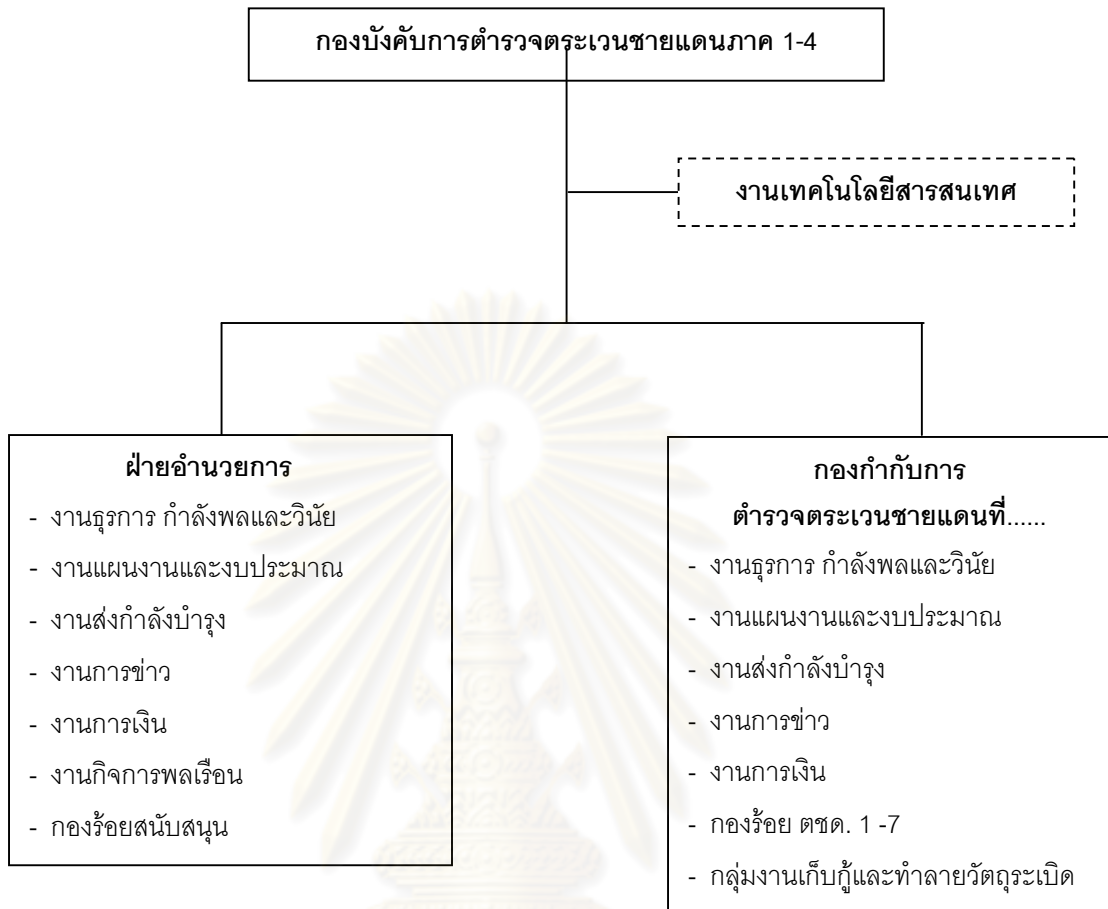 กองบังคับการตำรวจตระเวนชายแดนภาค 1-4
งานเทคโนโลยีสารสนเทศ
ฝ่ายอำนวยการ
- งานธุรการ กำลังพลและวินัย
- งานแผนงานและงบประมาณ
- งานส่งกำลังบำรุง
- งานการข่าว
- งานการเงิน
- งานกิจการพลเรือน
- กองร้อยสนับสนุน
กองกำกับการ
ตำรวจตระเวนชายแดนที่......
- งานธุรการ กำลังพลและวินัย
- งานแผนงานและงบประมาณ
- งานส่งกำลังบำรุง
- งานการข่าว
- งานการเงิน
- กองร้อย ตชด. 1 -7
- กลุ่มงานเก็บกู้และทำลายวัตถุระเบิด